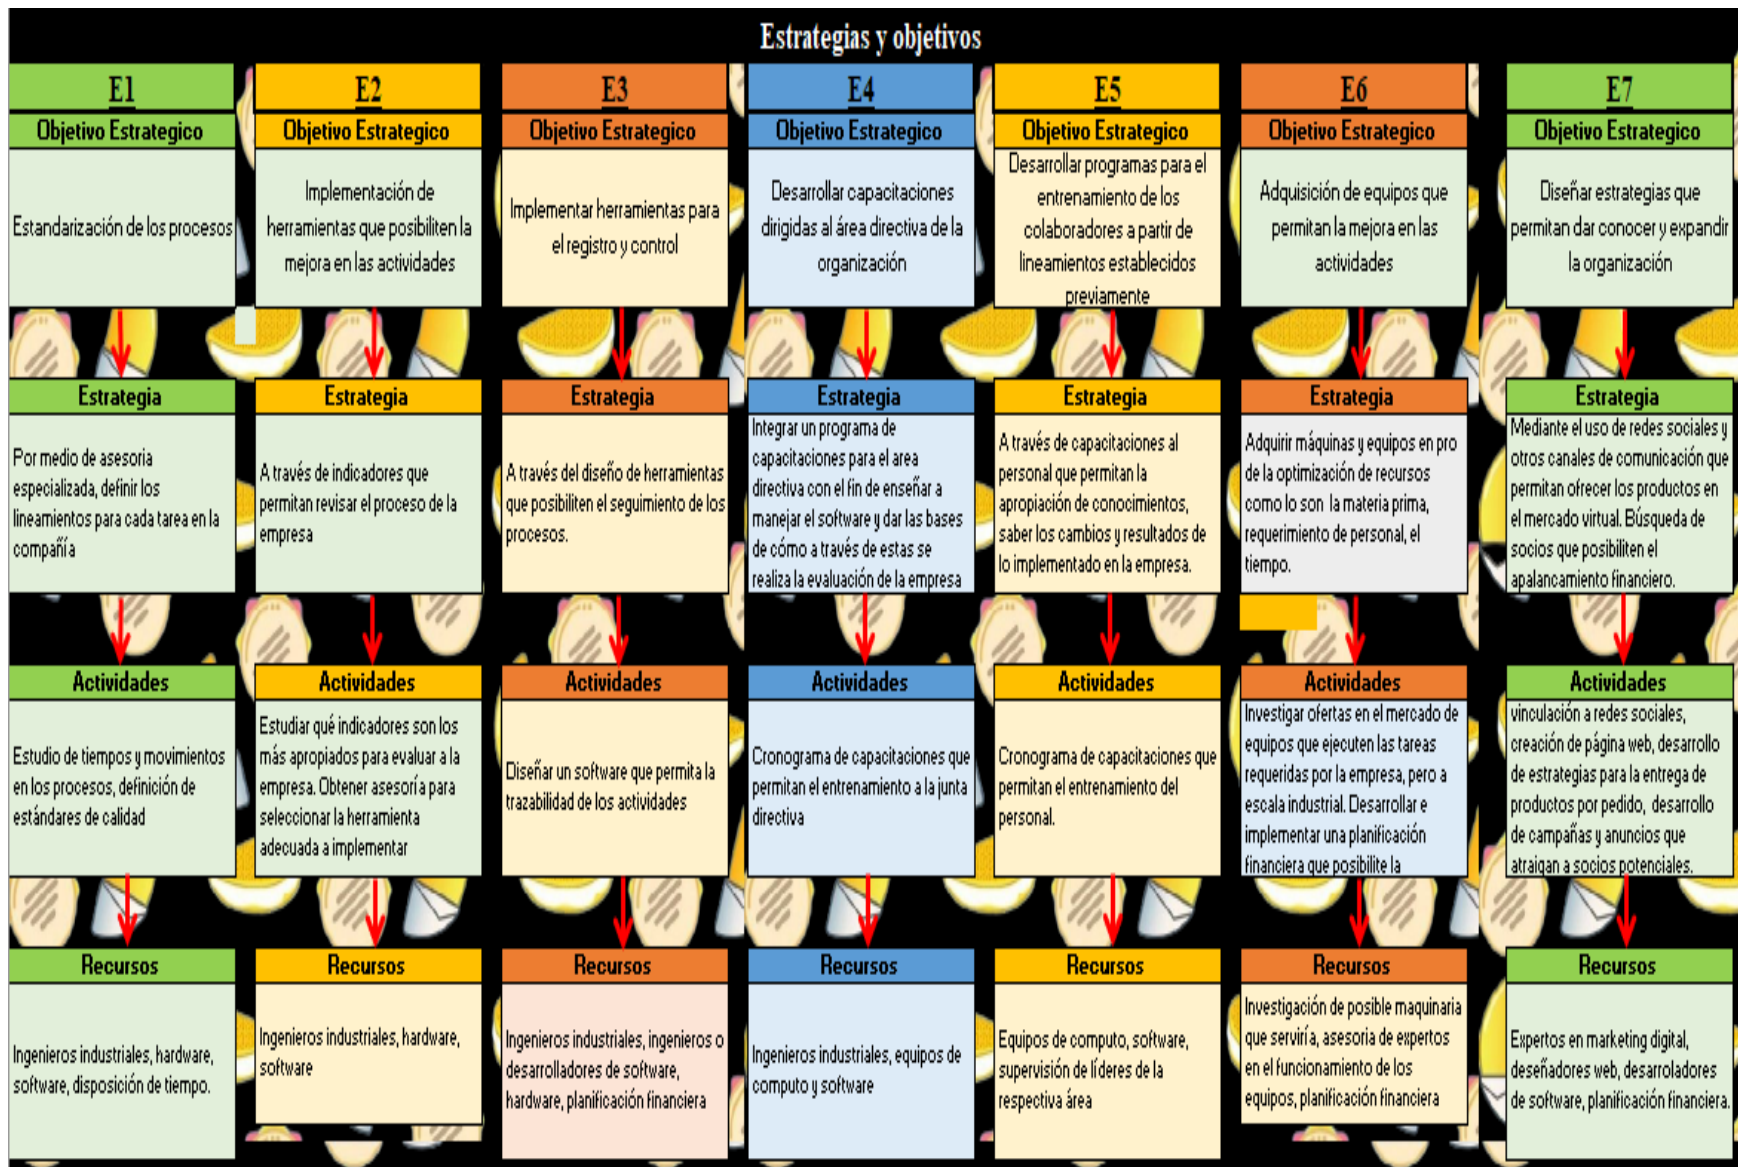 Estrategias y objetivos
E1
Objetivo Estrategico
Estandarización de los procesos
Estrategia
Por medio de asesoria
especializada, definir los
lineamientos para cada tarea en la
compañía
Actividades
Estudio de tiempos y movimientos
en los procesos, definición de
estándares de calidad
Recursos
Ingenieros industriales, hardware,
software, disposición de tiempo.
E2
Objetivo Estrategico
Implementación de
herramientas que posibiliten la
mejora en las actividades
Estrategia
A través de indicadores que
permitan revisar el proceso de la
empresa
Actividades
Estudiar qué indicadores son los
más apropiados para evaluar a la
empresa. Obtener asesoría para
seleccionar la herramienta
adecuada a implementar
Recursos
Ingenieros industriales, hardware,
software
E3
Objetivo Estrategico
Implementar herramientas para
el registro y control
Estrategia
A través del diseño de herramientas
que posibiliten el seguimiento de los
procesos.
Actividades
Diseñar un software que permita la
trazabilidad de los actividades
Recursos
Ingenieros industriales, ingenieros o
desarrolladores de software,
hardware, planificación financiera
E4
Objetivo Estrategico
Desarrollar capacitaciones
dirigidas al área directiva de la
organización
Estrategia
Integrar un programa de
capacitaciones para el area
directiva con el fin de enseñar a
manejar el software y dar las bases
de cómo a través de estas se
realiza la evaluación de la empresa
Actividades
Cronograma de capacitaciones que
permitan el entrenamiento a la junta
directiva
Recursos
Ingenieros industriales, equipos de
computo y software
E5
Objetivo Estrategico
Desarrollar programas para el
entrenamiento de los
colaboradores a partir de
lineamientos establecidos
previamente
Estrategia
A través de capacitaciones al
personal que permitan la
apropiación de conocimientos,
saber los cambios y resultados de
lo implementado en la empresa.
Actividades
Cronograma de capacitaciones que
permitan el entrenamiento del
personal.
Recursos
Equipos de computo, software,
supervisión de líderes de la
respectiva área
E6
Objetivo Estrategico
Adquisición de equipos que
permitan la mejora en las
actividades
Estrategia
Adquirir máquinas y equipos en pro
de la optimización de recursos
como lo son la materia prima,
requerimiento de personal, el
tiempo.
Actividades
Investigar ofertas en el mercado de
equipos que ejecuten las tareas
requeridas por la empresa, pero a
escala industrial. Desarrollar e
implementar una planificación
financiera que posibilite la
Recursos
Investigación de posible maquinaria
que serviría, asesoria de expertos
en el funcionamiento de los
equipos, planificación financiera
E7
Objetivo Estrategico
Diseñar estrategias que
permitan dar conocer y expandir
la organización
Estrategia
Mediante el uso de redes sociales y
otros canales de comunicación que
permitan ofrecer los productos en
el mercado virtual. Búsqueda de
socios que posibiliten el
apalancamiento financiero.
Actividades
vinculación a redes sociales,
creación de página web, desarrollo
de estrategias para la entrega de
productos por pedido, desarrollo
de campañas y anuncios que
atraigan a socios potenciales.
Recursos
Expertos en marketing digital,
deseñadores web, desarroladores
de software, planificación financiera.